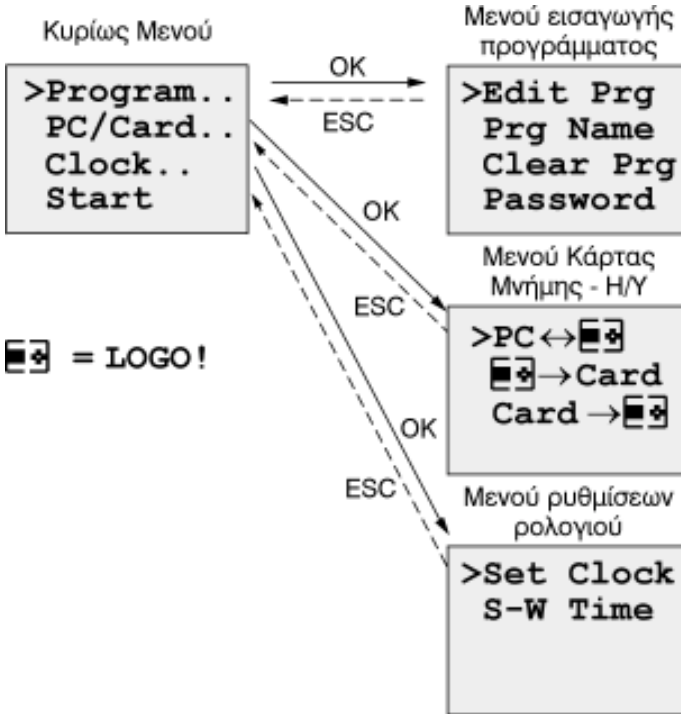 Κυρίως Μενού
>Program..
PC/Card..
Clock..
Start
OK
ESC
Μενού εισαγωγής
προγράμματος
>Edit Prg
Prg Name
Clear Prg
Password
OK
ESC
Μενού Κάρτας
Μνήμης - Η/Υ
>PC ↔
→ Card
Card →
= LOGO!
OK
ESC
Μενού ρυθμίσεων
ρολογιού
>Set Clock
S-W Time